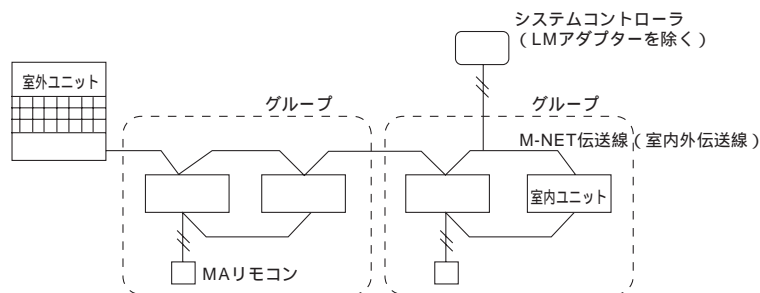 システムコントローラ
（LMアダプターを除く）
室外ユニット
グループ
グループ
M-NET伝送線（室内外伝送線）
室内ユニット
MAリモコン